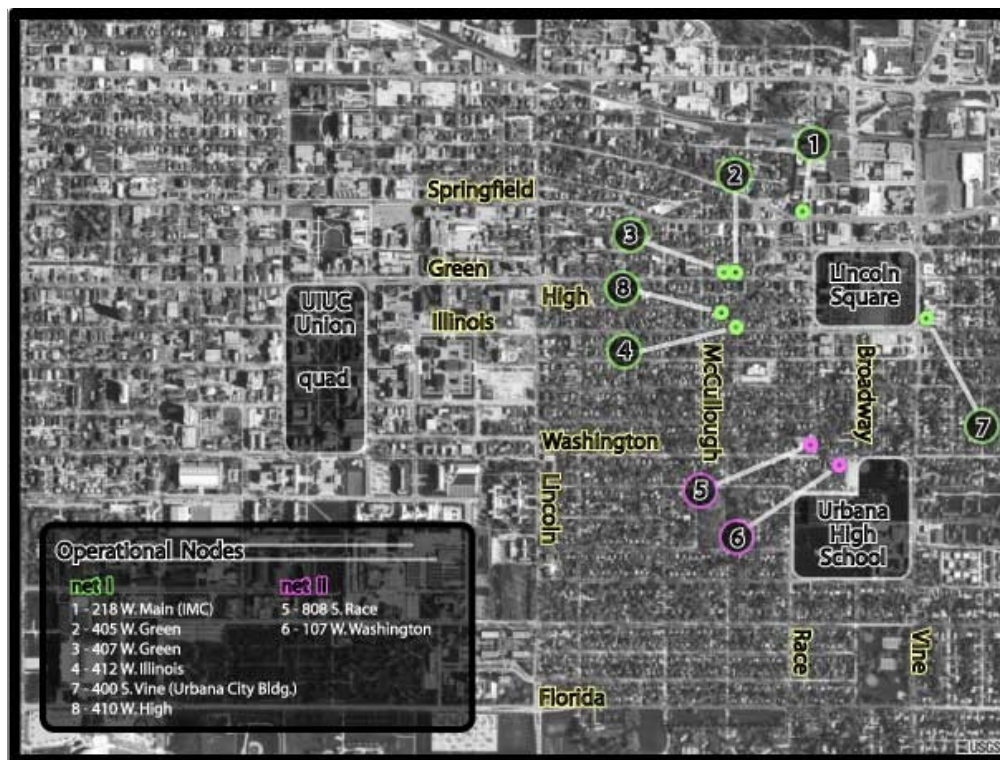 1
2
Springfield
3
Green
Lincoln
Square
8
High
UIUC
Union
Illinois
4
quad
McCullough
Broadway
7
Washington
5
Lincoln
6
Urbana
High
School
Operational Nodes
net I
1 - 218 W. Main (IMC)
2 - 405 W. Green
3 - 407 W. Green
4 - 412 W. Illinois
7 - 400 S. Vine (Urbana City Bldg.)
8 - 410 W. High
net II
5 - 808 S. Race
6 - 107 W. Washington
Race
Vine
Florida
USGS